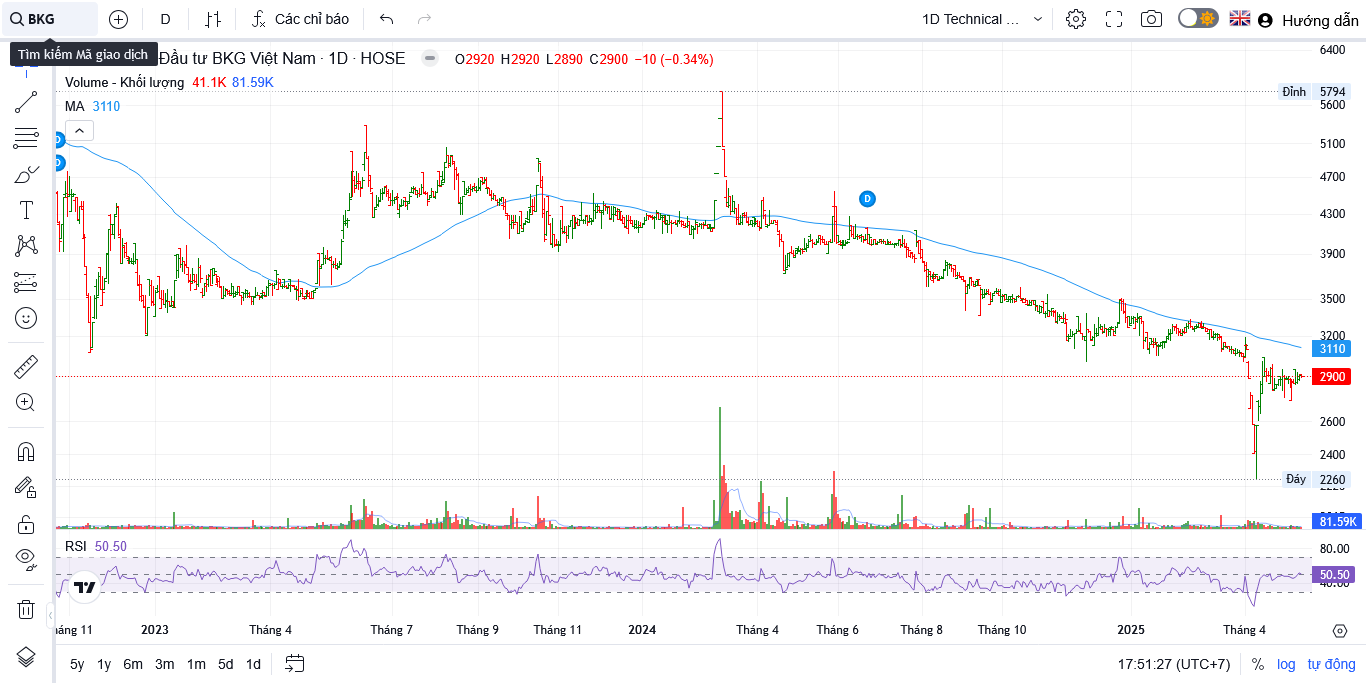 BKG
D
Các chỉ báo
1D Technical ...
Hướng dẫn
Tìm kiếm Mã giao dịch
Đầu tư BKG Việt Nam · 1D · HOSE
O2920 H2920 L2890 C2900 −10 (−0.34%)
Volume - Khối lượng 41.1K 81.59K
MA 3110
D
D
D
6400
Đỉnh 5794
5600
5100
4700
4300
3900
3500
3200
3110
2900
2600
2400
Đáy 2260
81.59K
RSI 50.50
80.00
50.50
40.00
háng 11 2023 Tháng 4 Tháng 7 Tháng 9 Tháng 11 2024 Tháng 4 Tháng 6 Tháng 8 Tháng 10 2025 Tháng 4
5y 1y 6m 3m 1m 5d 1d
17:51:27 (UTC+7) % log tự động